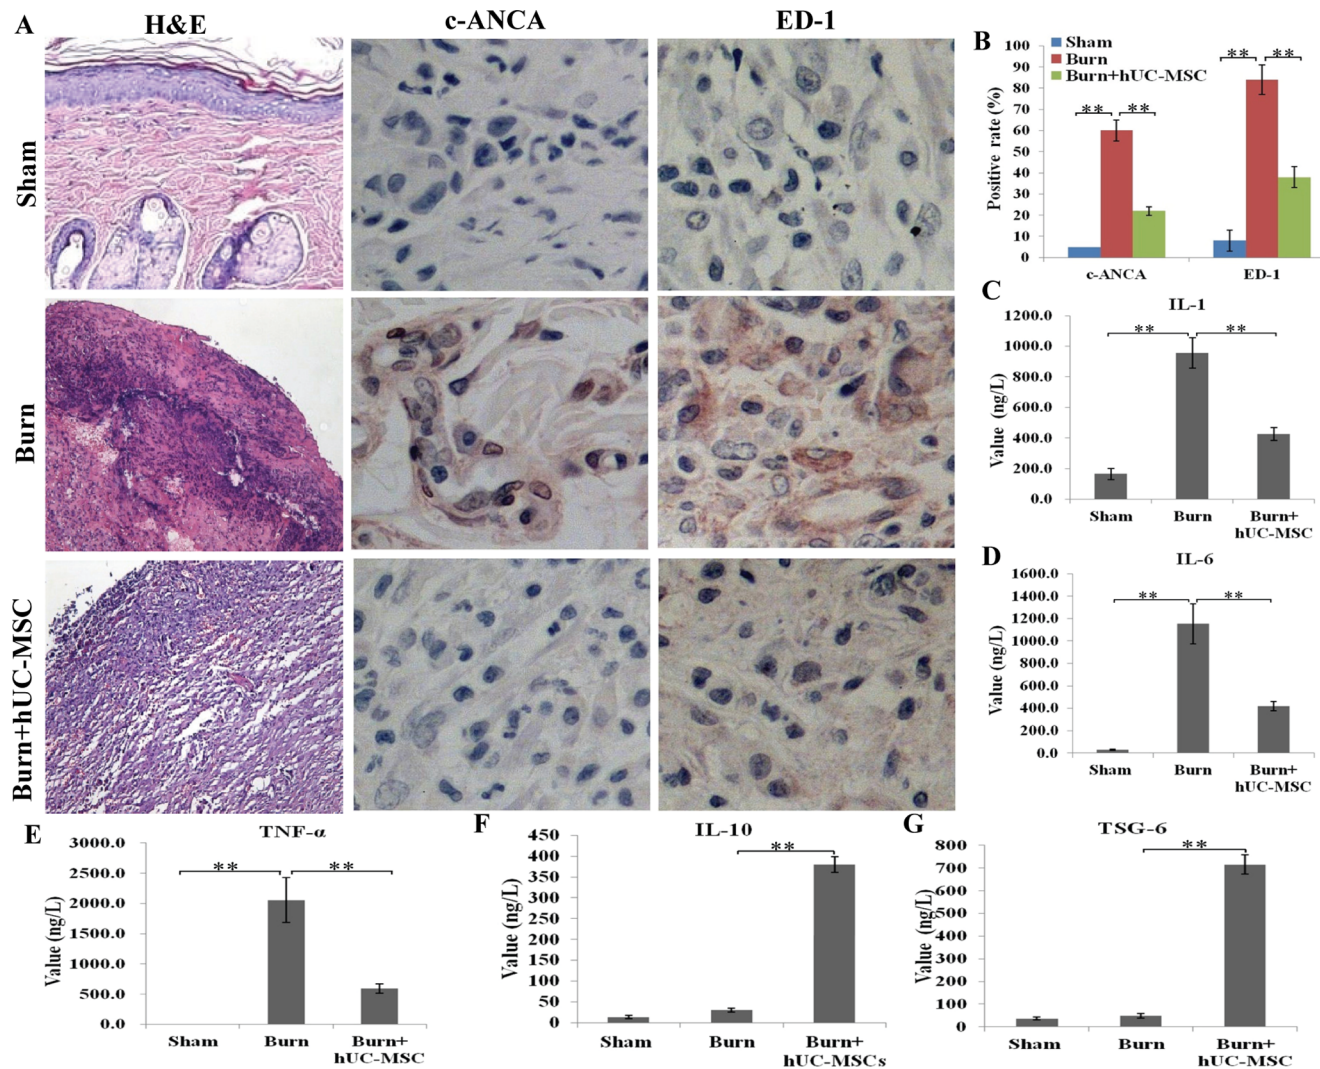 A
H&E
c-ANCA
ED-1
Sham
Burn
Burn+hUC-MSC
B
Sham
Burn
Burn+hUC-MSC
Positive rate (%)
100
90
80
70
60
50
40
30
20
10
0
**
**
**
**
c-ANCA
ED-1
C
IL-1
Value (ng/L)
1200.0
1000.0
800.0
600.0
400.0
200.0
0.0
**
**
Sham
Burn
Burn+
hUC-MSC
D
IL-6
Value (ng/L)
1600.0
1400.0
1200.0
1000.0
800.0
600.0
400.0
200.0
0.0
**
**
Sham
Burn
Burn+
hUC-MSC
E
TNF-α
Value (ng/L)
3000.0
2500.0
2000.0
1500.0
1000.0
500.0
0.0
**
**
Sham
Burn
Burn+
hUC-MSC
F
IL-10
Value (ng/L)
450
400
350
300
250
200
150
100
50
0
**
Sham
Burn
Burn+
hUC-MSCs
G
TSG-6
Value (ng/L)
800
700
600
500
400
300
200
100
0
**
Sham
Burn
Burn+
hUC-MSC